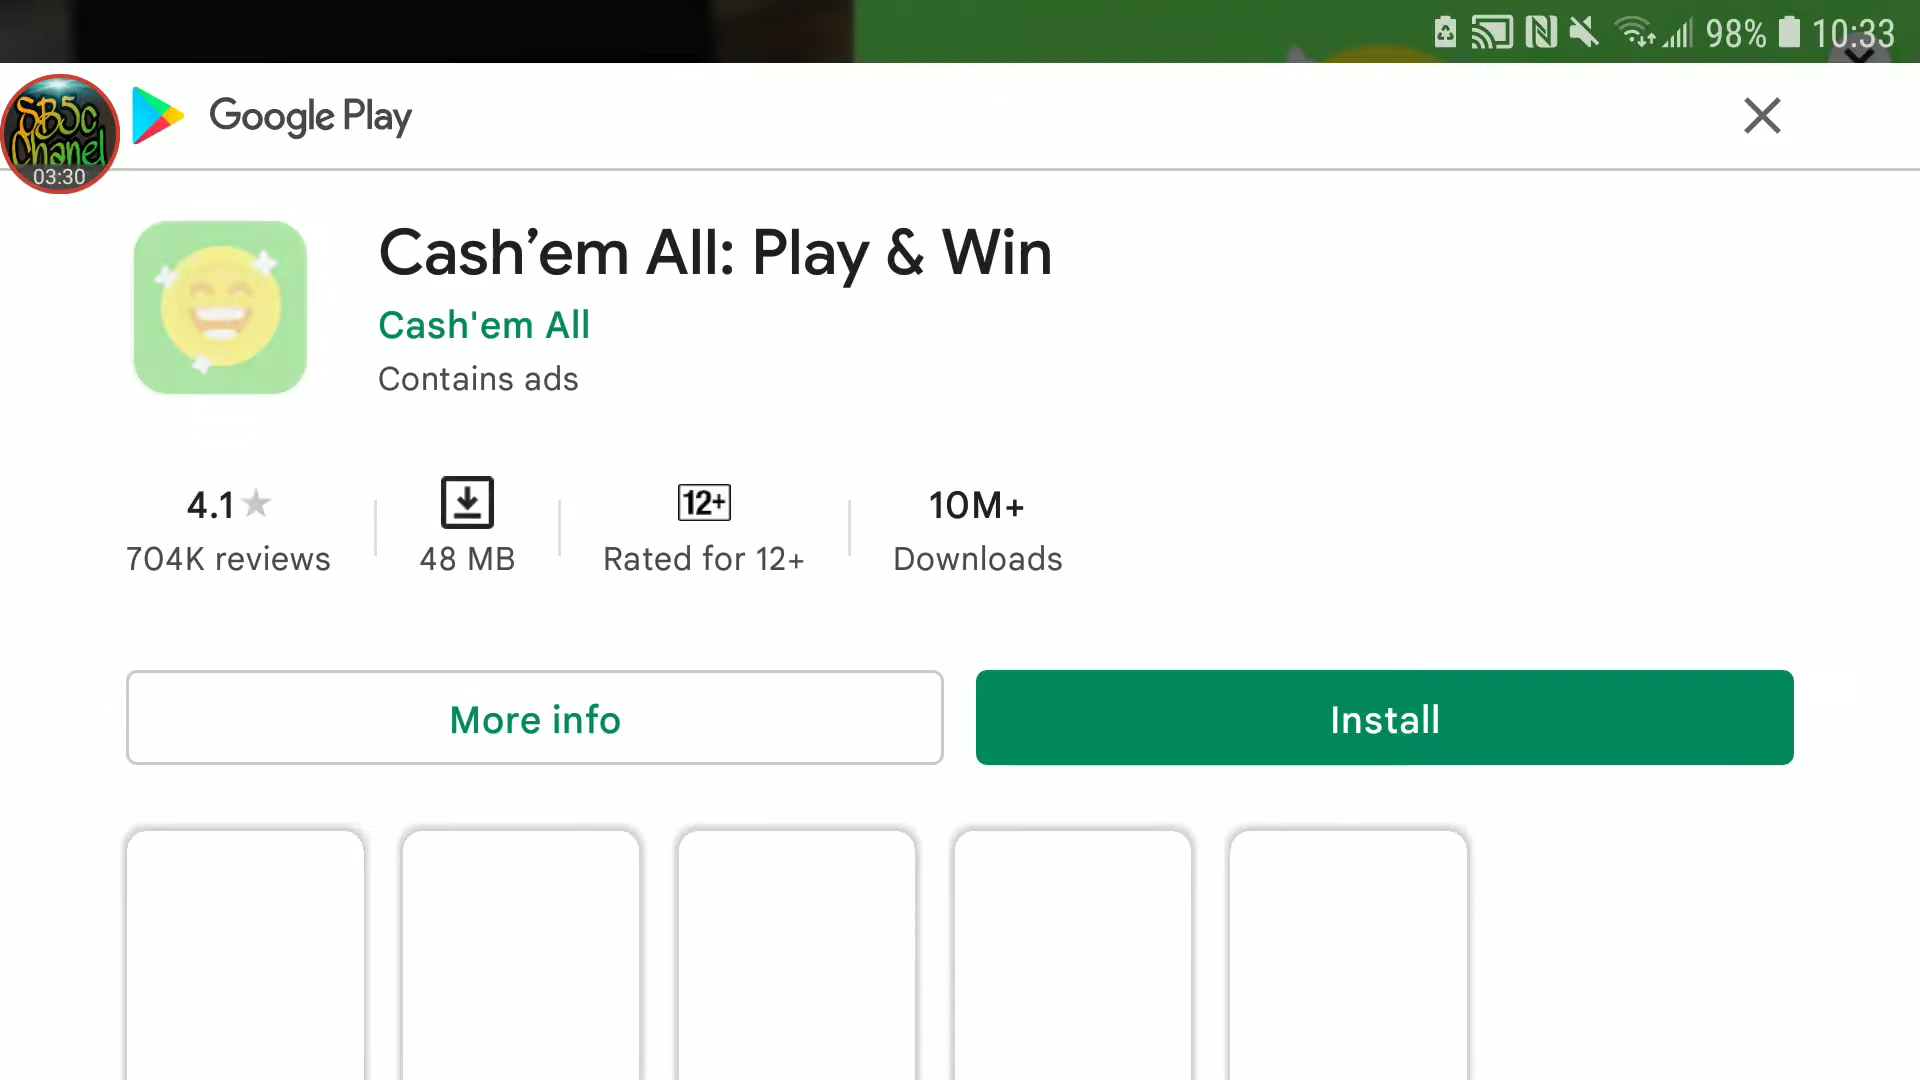 98% 10:33
SB5c
Chanel
03:30
Google Play
Cash’em All: Play & Win
Cash'em All
Contains ads
4.1
704K reviews
48 MB
12+
Rated for 12+
10M+
Downloads
More info
Install